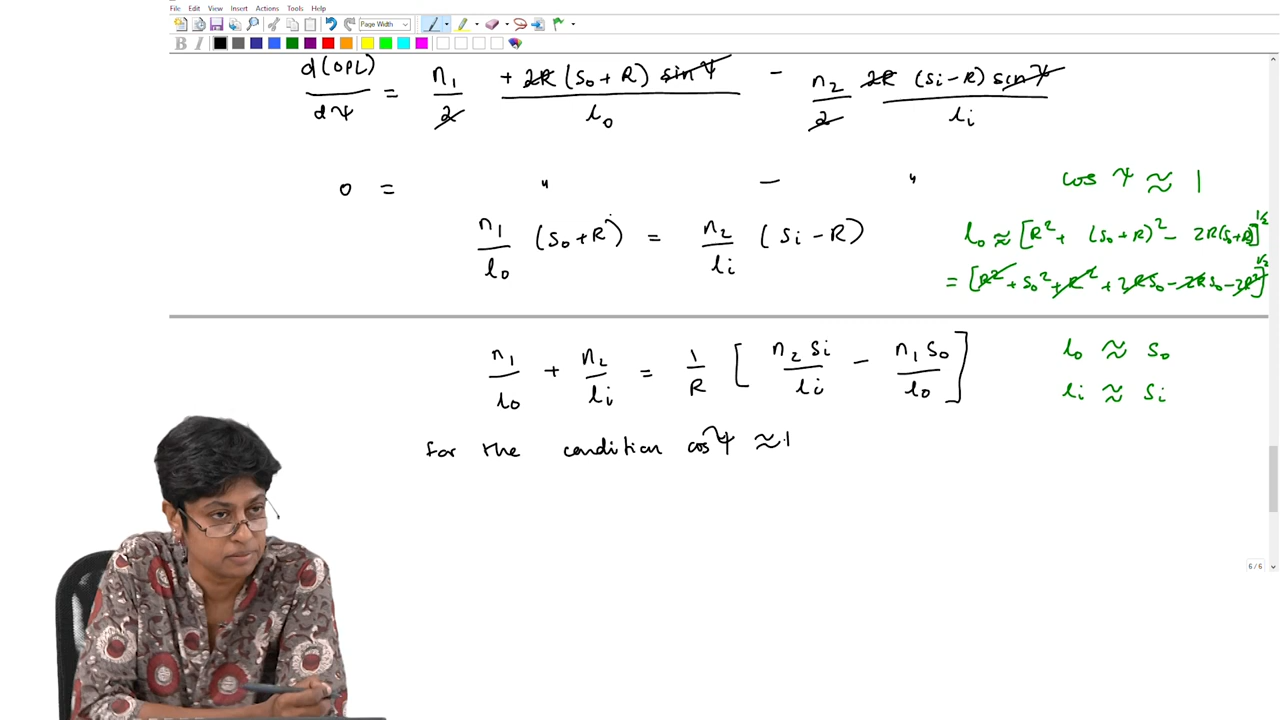 File Edit View Insert Actions Tools Help
Page Width
B I
d(OPL)/dψ = n₁/2 +2R (S₀+R) sinψ / l₀ − n₂/2 2R (Si−R) sinψ / li
0 = " − "
cos ψ ≈ 1
n₁/l₀ (S₀+R) = n₂/li (Si−R)
l₀ ≈ [R² + (S₀+R)² − 2R(S₀+R)]^1/2
= [R² + S₀² + R² + 2RS₀ − 2RS₀ − 2R²]^1/2
n₁/l₀ + n₂/li = 1/R [ n₂Si/li − n₁S₀/l₀ ]
l₀ ≈ S₀
li ≈ Si
for the condition cos ψ ≈ 1
6/6